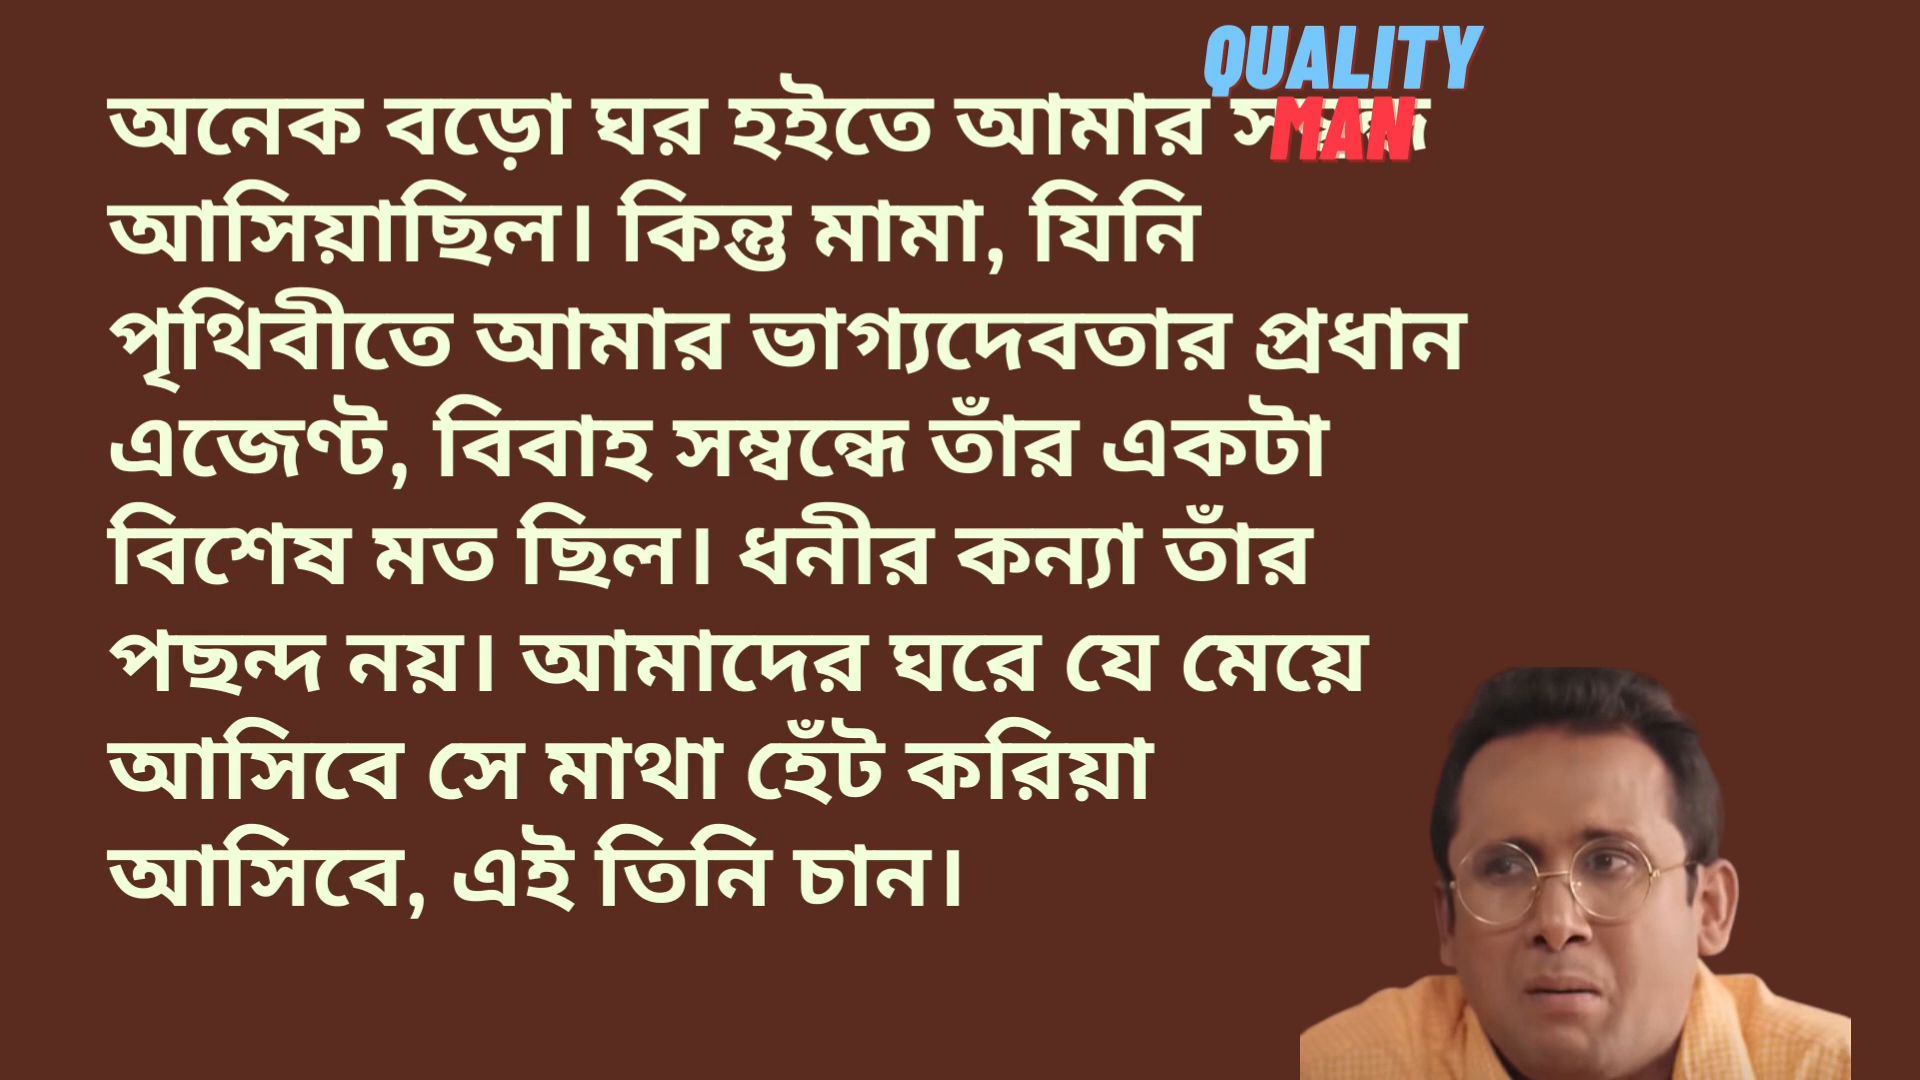 QUALITY
MAN
অনেক বড়ো ঘর হইতে আমার
আসিয়াছিল। কিন্তু মামা, যিনি
পৃথিবীতে আমার ভাগ্যদেবতার প্রধান
এজেণ্ট, বিবাহ সম্বন্ধে তাঁর একটা
বিশেষ মত ছিল। ধনীর কন্যা তাঁর
পছন্দ নয়। আমাদের ঘরে যে মেয়ে
আসিবে সে মাথা হেঁট করিয়া
আসিবে, এই তিনি চান।